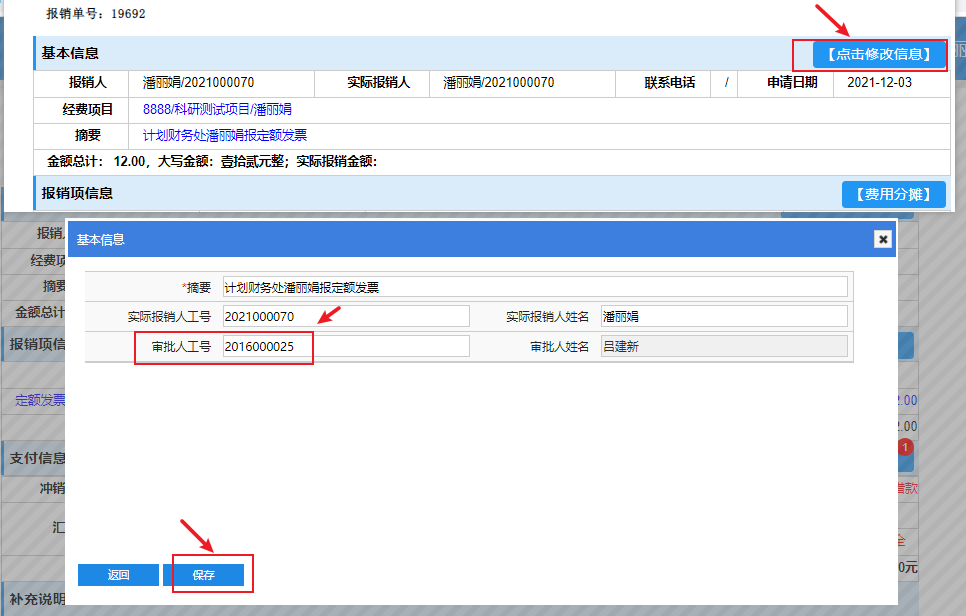 报销单号：19692
基本信息 【点击修改信息】
报销人 潘丽娟/2021000070 实际报销人 潘丽娟/2021000070 联系电话 / 申请日期 2021-12-03
经费项目 8888/科研测试项目/潘丽娟
摘要 计划财务处潘丽娟报定额发票
金额总计： 12.00，大写金额：壹拾贰元整；实际报销金额：
报销项信息 【费用分摊】
报销
基本信息
经费项
*摘要 计划财务处潘丽娟报定额发票
摘要
实际报销人工号 2021000070 实际报销人姓名 潘丽娟
金额总计
审批人工号 2016000025 审批人姓名 吕建新
报销项信
定额发票 2.00
2.00
支付信息 1
冲销 借款
汇
全
0元
返回 保存
补充说明